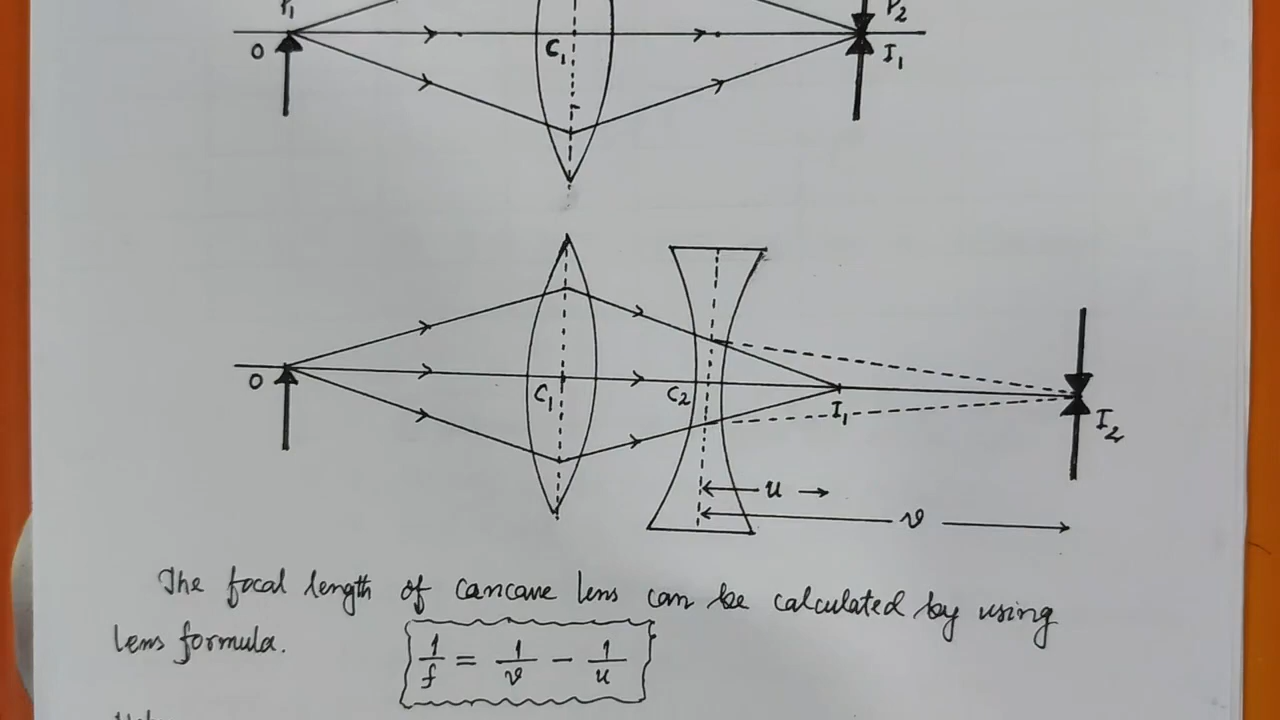 P1
P2
O
C1
I1
O
C1
C2
I1
I2
u
v
The focal length of cancave lens can be calculated by using
lens formula.
1/f = 1/v - 1/u